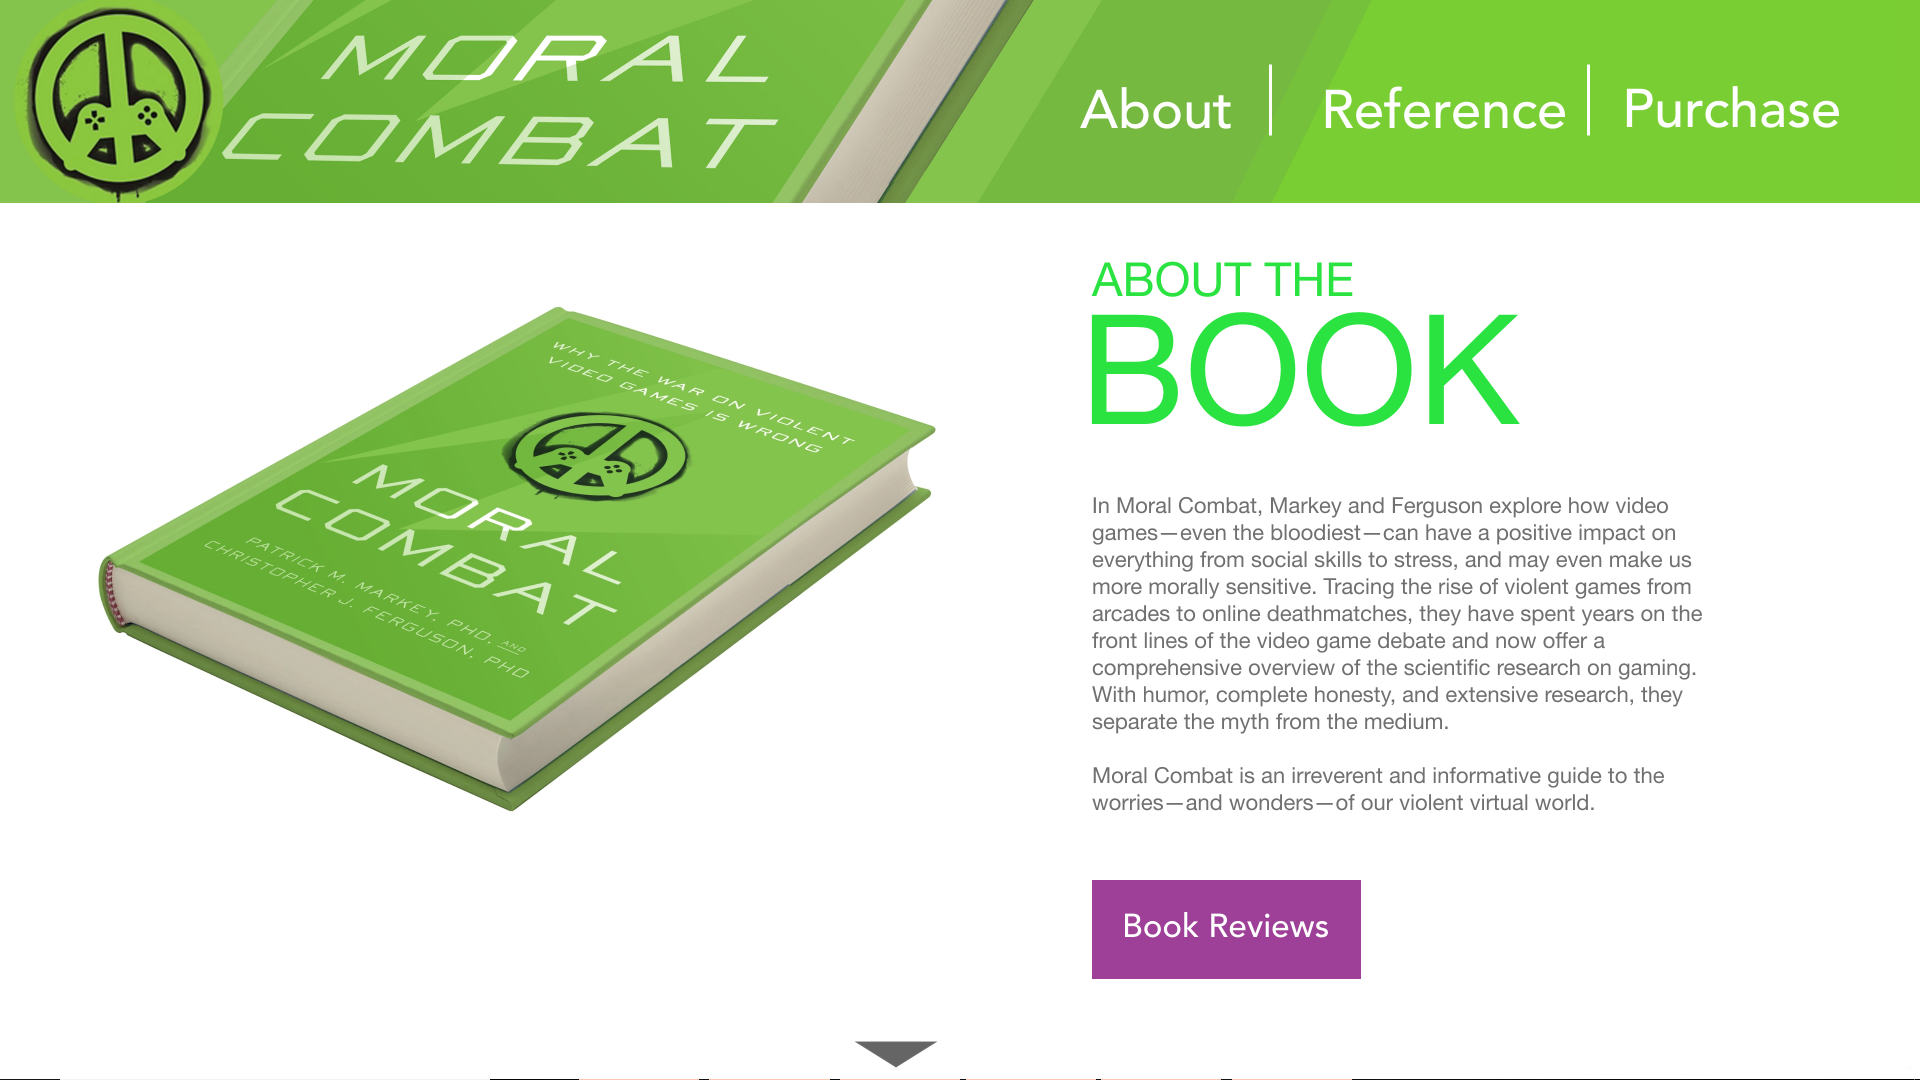 MORAL
COMBAT
About
Reference
Purchase
WHY THE WAR ON VIOLENT
VIDEO GAMES IS WRONG
MORAL
COMBAT
PATRICK M. MARKEY, PHD, AND
CHRISTOPHER J. FERGUSON, PHD
ABOUT THE
BOOK
In Moral Combat, Markey and Ferguson explore how video
games—even the bloodiest—can have a positive impact on
everything from social skills to stress, and may even make us
more morally sensitive. Tracing the rise of violent games from
arcades to online deathmatches, they have spent years on the
front lines of the video game debate and now offer a
comprehensive overview of the scientific research on gaming.
With humor, complete honesty, and extensive research, they
separate the myth from the medium.
Moral Combat is an irreverent and informative guide to the
worries—and wonders—of our violent virtual world.
Book Reviews